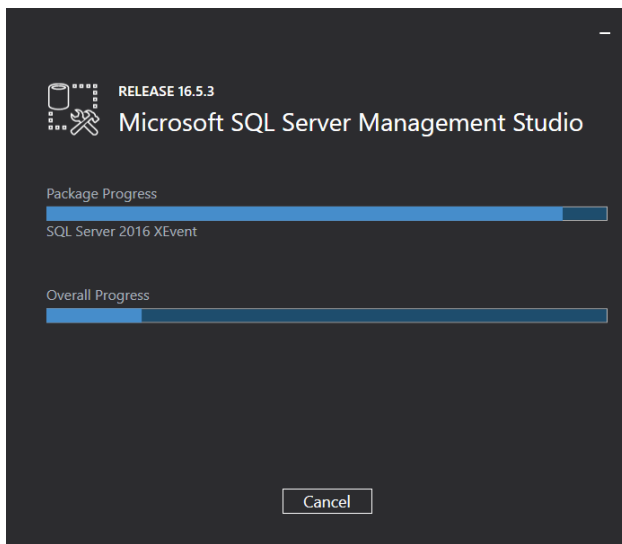 RELEASE 16.5.3
Microsoft SQL Server Management Studio
Package Progress
SQL Server 2016 XEvent
Overall Progress
Cancel